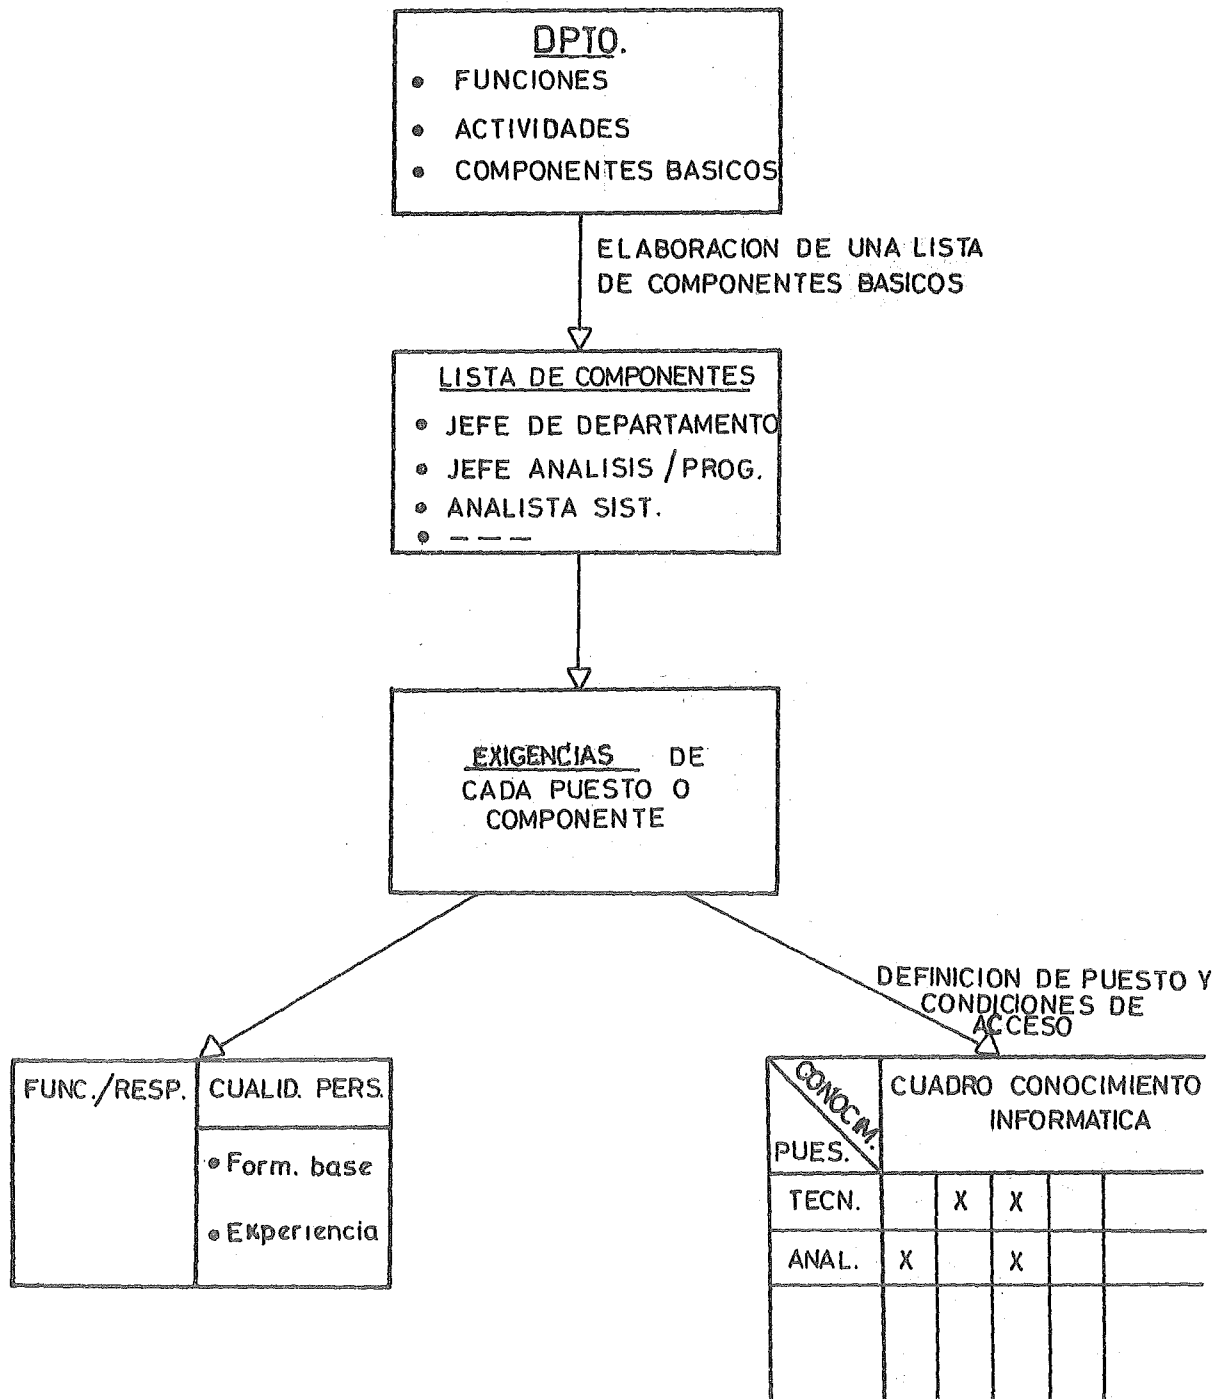 DPTO.
• FUNCIONES
• ACTIVIDADES
• COMPONENTES BASICOS
ELABORACION DE UNA LISTA
DE COMPONENTES BASICOS
LISTA DE COMPONENTES
• JEFE DE DEPARTAMENTO
• JEFE ANALISIS / PROG.
• ANALISTA SIST.
• – – –
EXIGENCIAS DE
CADA PUESTO O
COMPONENTE
DEFINICION DE PUESTO Y
CONDICIONES DE
ACCESO
FUNC./RESP.
CUALID. PERS.
• Form. base
• Experiencia
CONOCIM.
PUES.
CUADRO CONOCIMIENTO
INFORMATICA
TECN. X X
ANAL. X X